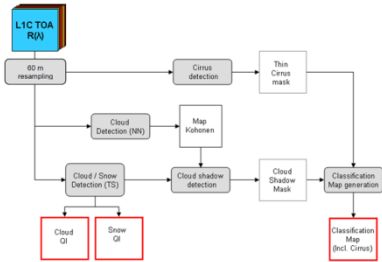 L1C TOA
R(λ)
60 m
resampling
Cirrus
detection
Thin
Cirrus
mask
Cloud
Detection (NN)
Map
Kohonen
Cloud / Snow
Detection (TS)
Cloud shadow
detection
Cloud
Shadow
Mask
Classification
Map generation
Cloud
QI
Snow
QI
Classification
Map
(Incl. Cirrus)